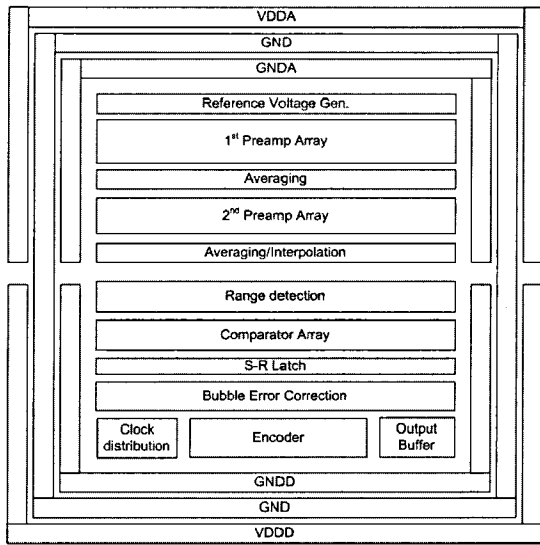 VDDA
GND
GNDA
Reference Voltage Gen.
1st Preamp Array
Averaging
2nd Preamp Array
Averaging/Interpolation
Range detection
Comparator Array
S-R Latch
Bubble Error Correction
Clock
distribution
Encoder
Output
Buffer
GNDD
GND
VDDD